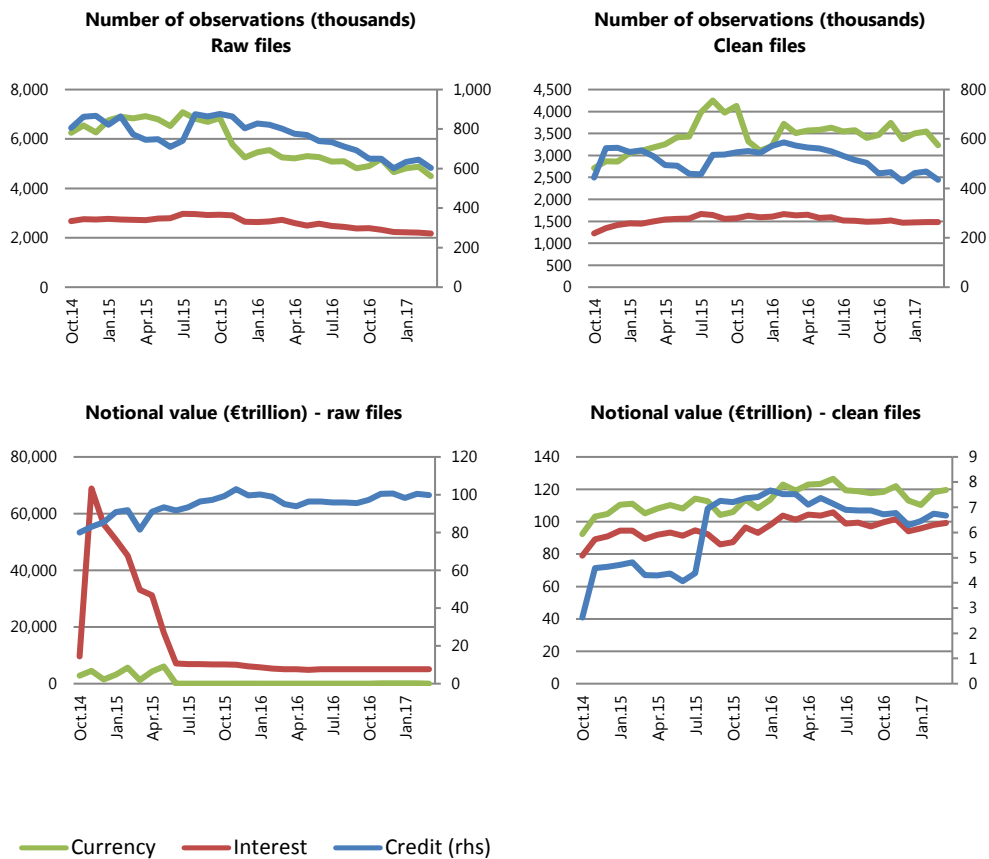 Number of observations (thousands)
Raw files
8,000
6,000
4,000
2,000
0
1,000
800
600
400
200
0
Oct.14
Jan.15
Apr.15
Jul.15
Oct.15
Jan.16
Apr.16
Jul.16
Oct.16
Jan.17
Number of observations (thousands)
Clean files
4,500
4,000
3,500
3,000
2,500
2,000
1,500
1,000
500
0
800
600
400
200
0
Oct.14
Jan.15
Apr.15
Jul.15
Oct.15
Jan.16
Apr.16
Jul.16
Oct.16
Jan.17
Notional value (€trillion) - raw files
80,000
60,000
40,000
20,000
0
120
100
80
60
40
20
0
Oct.14
Jan.15
Apr.15
Jul.15
Oct.15
Jan.16
Apr.16
Jul.16
Oct.16
Jan.17
Notional value (€trillion) - clean files
140
120
100
80
60
40
20
0
9
8
7
6
5
4
3
2
1
0
Oct.14
Jan.15
Apr.15
Jul.15
Oct.15
Jan.16
Apr.16
Jul.16
Oct.16
Jan.17
Currency Interest Credit (rhs)